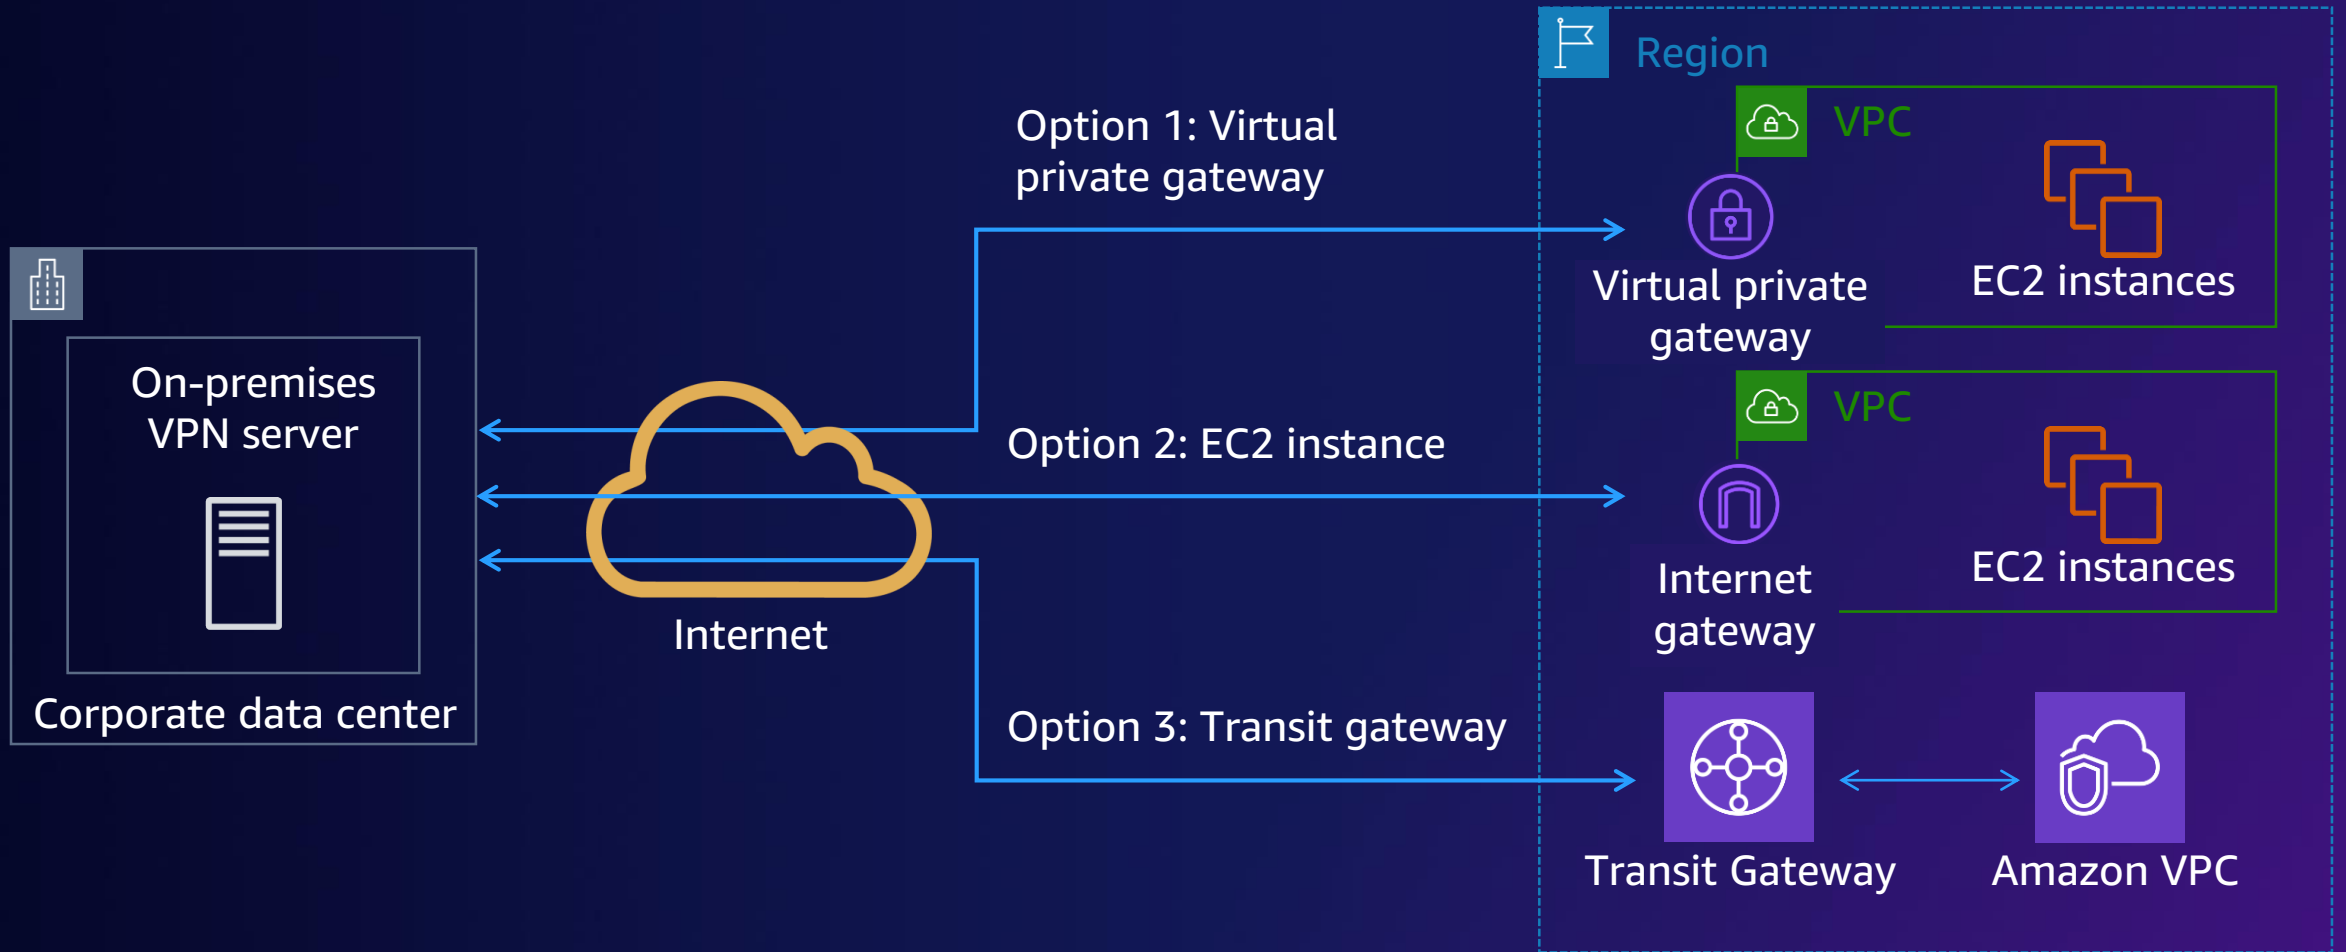 Region
VPC
Option 1: Virtual
private gateway
Virtual private
gateway
EC2 instances
On-premises
VPN server
Corporate data center
Internet
VPC
Option 2: EC2 instance
Internet
gateway
EC2 instances
Option 3: Transit gateway
Transit Gateway
Amazon VPC